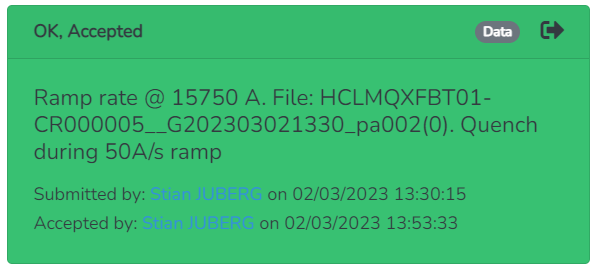 OK, Accepted Data
Ramp rate @ 15750 A. File: HCLMQXFBT01-
CR000005__G202303021330_pa002(0). Quench
during 50A/s ramp
Submitted by: Stian JUBERG on 02/03/2023 13:30:15
Accepted by: Stian JUBERG on 02/03/2023 13:53:33